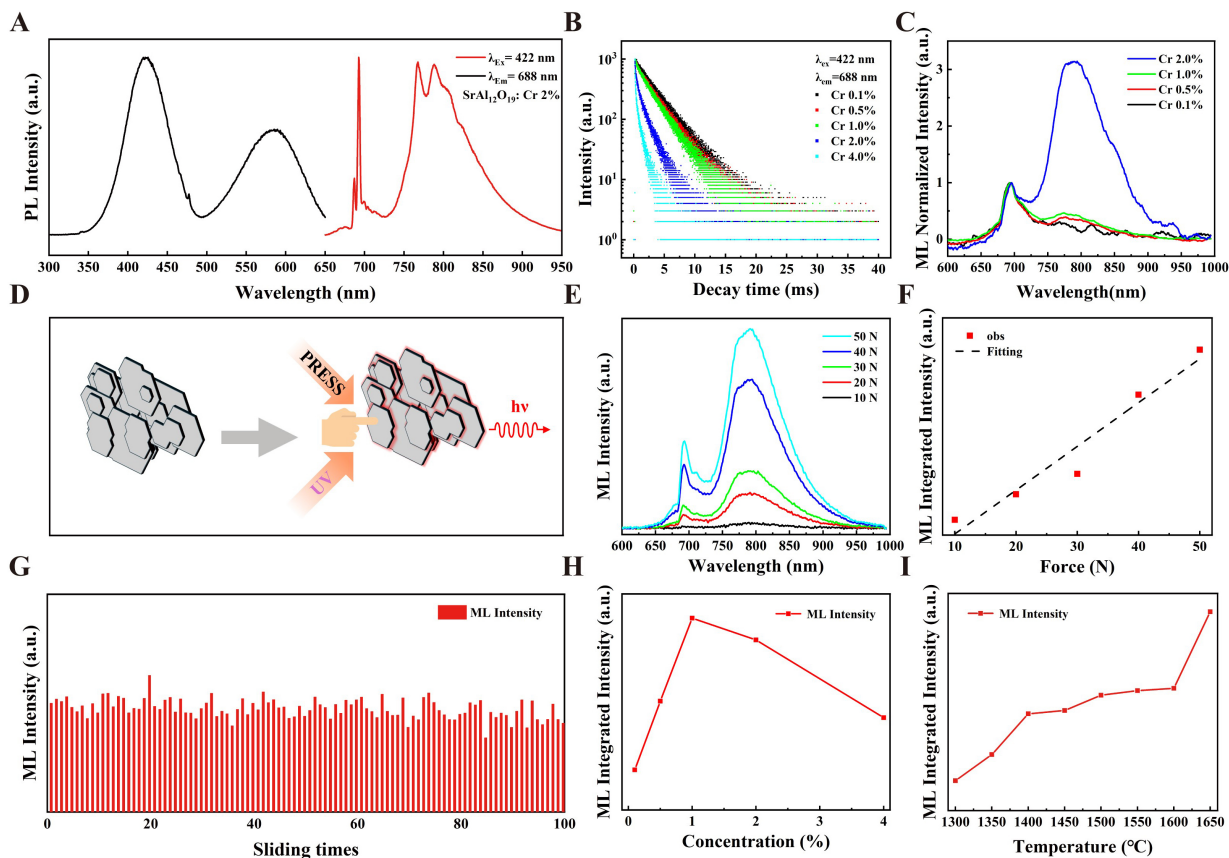 A
PL Intensity (a.u.)
λEx= 422 nm
λEm= 688 nm
SrAl12O19: Cr 2%
300 350 400 450 500 550 600 650 700 750 800 850 900 950
Wavelength (nm)
B
Intensity (a.u.)
10³
10²
10¹
10⁰
λex=422 nm
λem=688 nm
Cr 0.1%
Cr 0.5%
Cr 1.0%
Cr 2.0%
Cr 4.0%
0 5 10 15 20 25 30 35 40
Decay time (ms)
C
ML Normalized Intensity (a.u.)
3
2
1
0
Cr 2.0%
Cr 1.0%
Cr 0.5%
Cr 0.1%
600 700 800 900 1000
Wavelength(nm)
D
PRESS
UV
hν
E
ML Intensity (a.u.)
50 N
40 N
30 N
20 N
10 N
600 650 700 750 800 850 900 950 1000
Wavelength (nm)
F
ML Integrated Intensity (a.u.)
obs
Fitting
10 20 30 40 50
Force (N)
G
ML Intensity (a.u.)
ML Intensity
0 20 40 60 80 100
Sliding times
H
ML Integrated Intensity (a.u.)
ML Intensity
0 1 2 3 4
Concentration (%)
I
ML Integrated Intensity (a.u.)
ML Intensity
1300 1350 1400 1450 1500 1550 1600 1650
Temperature (℃)